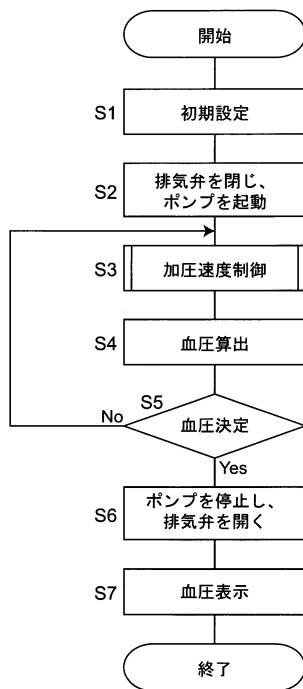 開始
S1
初期設定
S2
排気弁を閉じ、
ポンプを起動
S3
加圧速度制御
S4
血圧算出
S5
No
血圧決定
Yes
S6
ポンプを停止し、
排気弁を開く
S7
血圧表示
終了